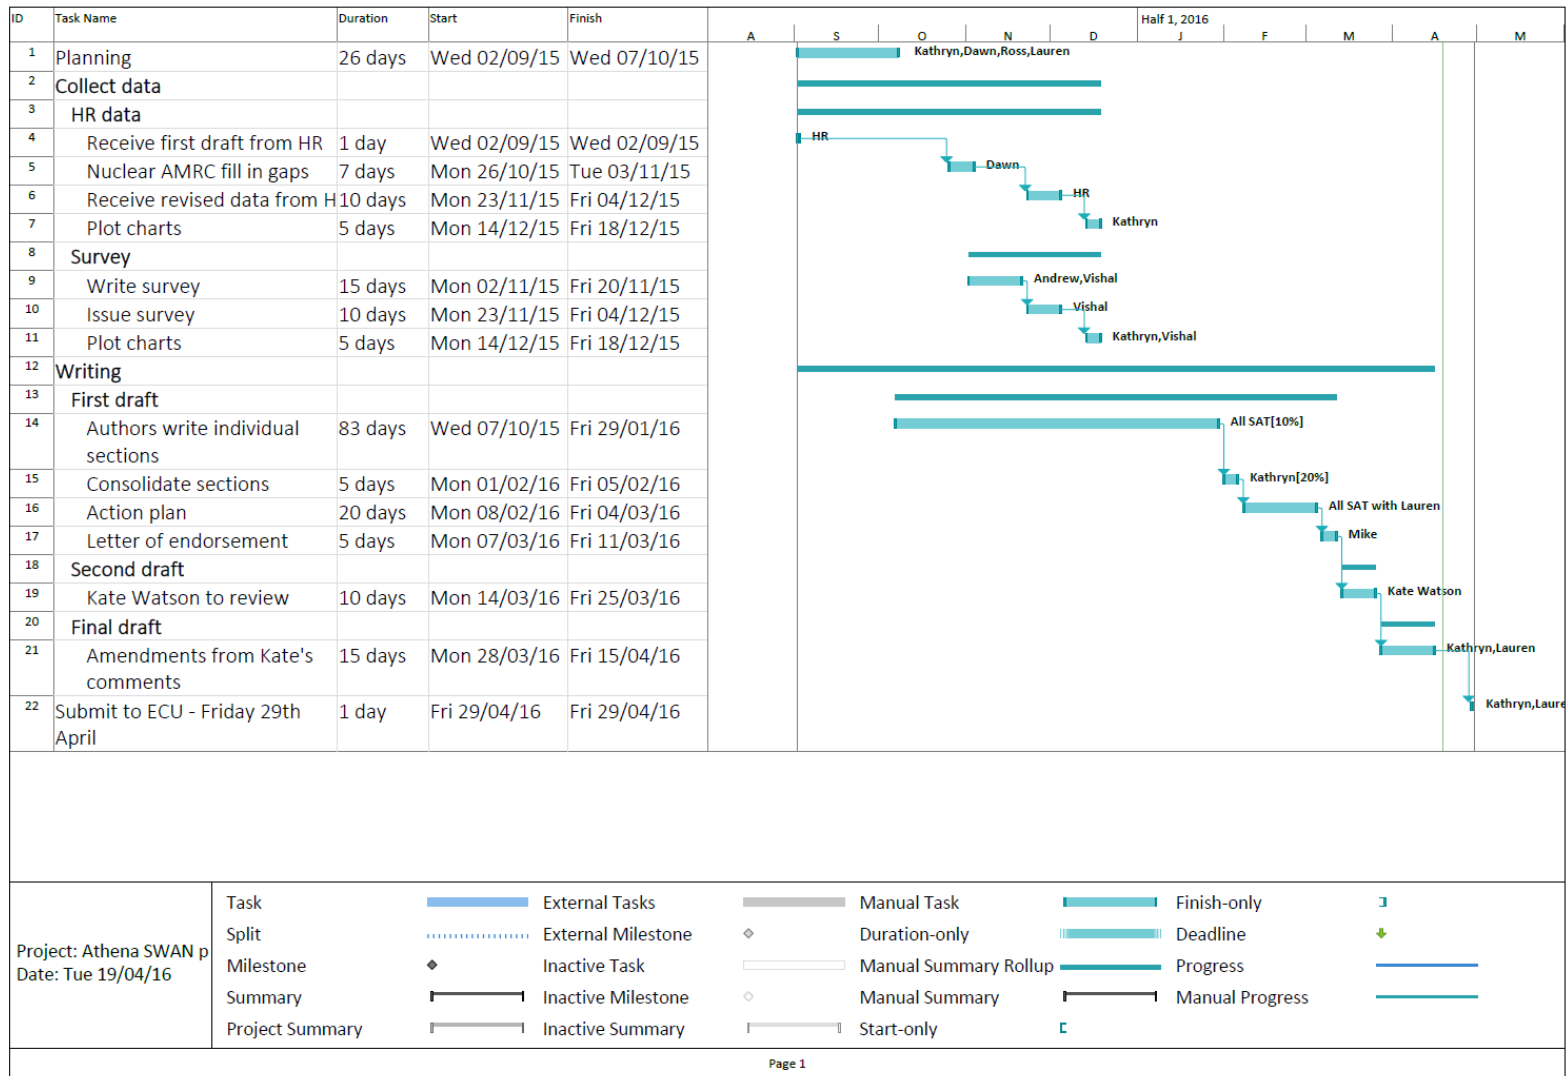 ID Task Name Duration Start Finish Half 1, 2016
A S O N D J F M A M
1 Planning 26 days Wed 02/09/15 Wed 07/10/15 Kathryn,Dawn,Ross,Lauren
2 Collect data
3 HR data
4 Receive first draft from HR 1 day Wed 02/09/15 Wed 02/09/15 HR
5 Nuclear AMRC fill in gaps 7 days Mon 26/10/15 Tue 03/11/15 Dawn
6 Receive revised data from H 10 days Mon 23/11/15 Fri 04/12/15 HR
7 Plot charts 5 days Mon 14/12/15 Fri 18/12/15 Kathryn
8 Survey
9 Write survey 15 days Mon 02/11/15 Fri 20/11/15 Andrew,Vishal
10 Issue survey 10 days Mon 23/11/15 Fri 04/12/15 Vishal
11 Plot charts 5 days Mon 14/12/15 Fri 18/12/15 Kathryn,Vishal
12 Writing
13 First draft
14 Authors write individual 83 days Wed 07/10/15 Fri 29/01/16 All SAT[10%]
sections
15 Consolidate sections 5 days Mon 01/02/16 Fri 05/02/16 Kathryn[20%]
16 Action plan 20 days Mon 08/02/16 Fri 04/03/16 All SAT with Lauren
17 Letter of endorsement 5 days Mon 07/03/16 Fri 11/03/16 Mike
18 Second draft
19 Kate Watson to review 10 days Mon 14/03/16 Fri 25/03/16 Kate Watson
20 Final draft
21 Amendments from Kate's 15 days Mon 28/03/16 Fri 15/04/16 Kathryn,Lauren
comments
22 Submit to ECU - Friday 29th 1 day Fri 29/04/16 Fri 29/04/16 Kathryn,Laure
April
Project: Athena SWAN p
Date: Tue 19/04/16
Task External Tasks Manual Task Finish-only
Split External Milestone Duration-only Deadline
Milestone Inactive Task Manual Summary Rollup Progress
Summary Inactive Milestone Manual Summary Manual Progress
Project Summary Inactive Summary Start-only
Page 1